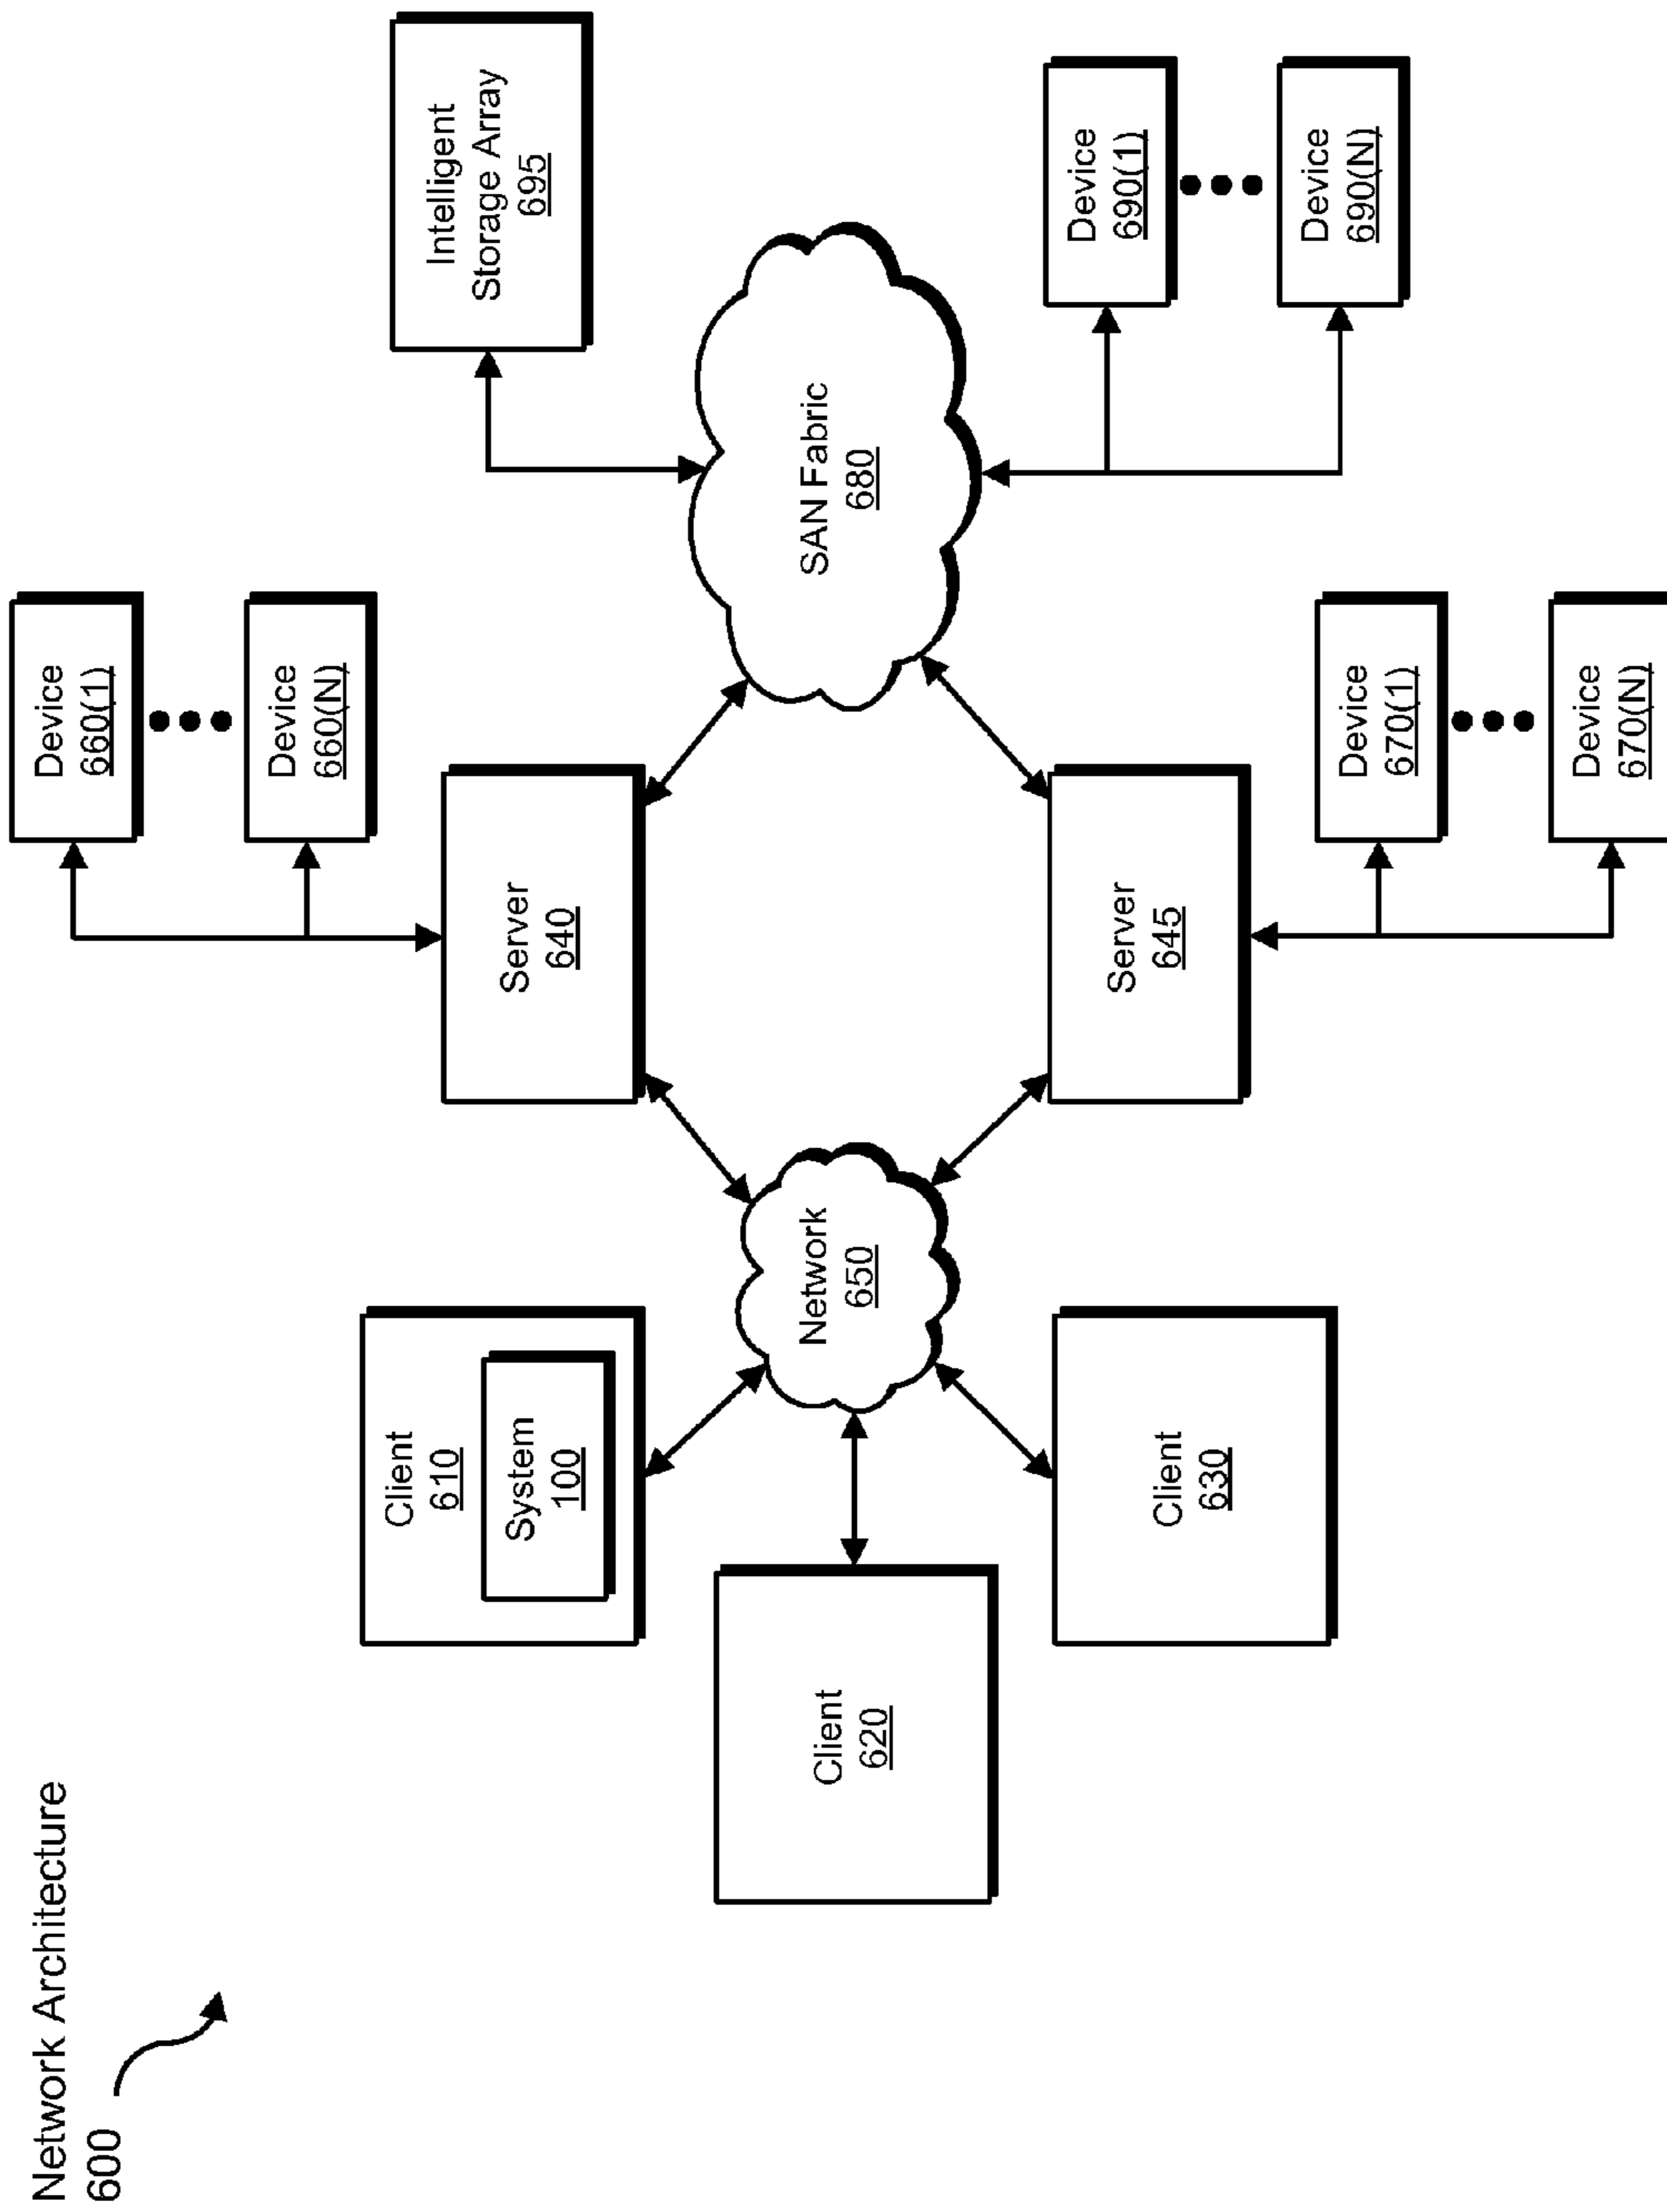 Network Architecture
600
Client
610
System
100
Client
620
Client
630
Network
650
Server
640
Server
645
Device
660(1)
Device
660(N)
Device
670(1)
Device
670(N)
SAN Fabric
680
Intelligent
Storage Array
695
Device
690(1)
Device
690(N)